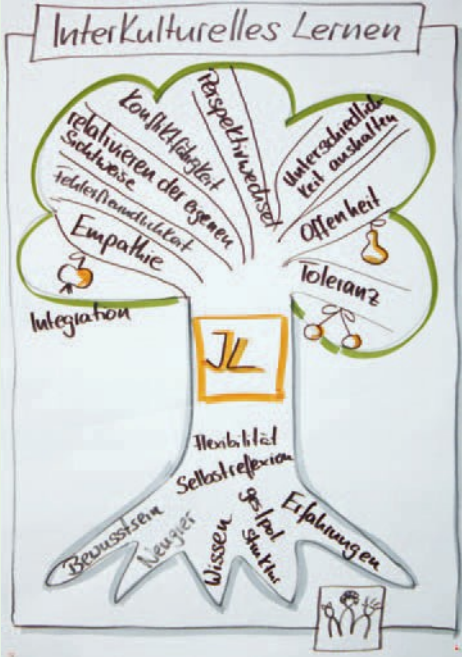 InterKulturelles Lernen
Konfliktfähigkeit
Perspektivwechsel
Unterschiedlich-
keit aushalten
relativieren der eigenen
Sichtweise
Fehlerfreundlichkeit
Empathie
Offenheit
Toleranz
Integration
JL
Flexibilität
Selbstreflexion
Bewusstsein
Neugier
Wissen
ges/pol.
Struktur
Erfahrungen